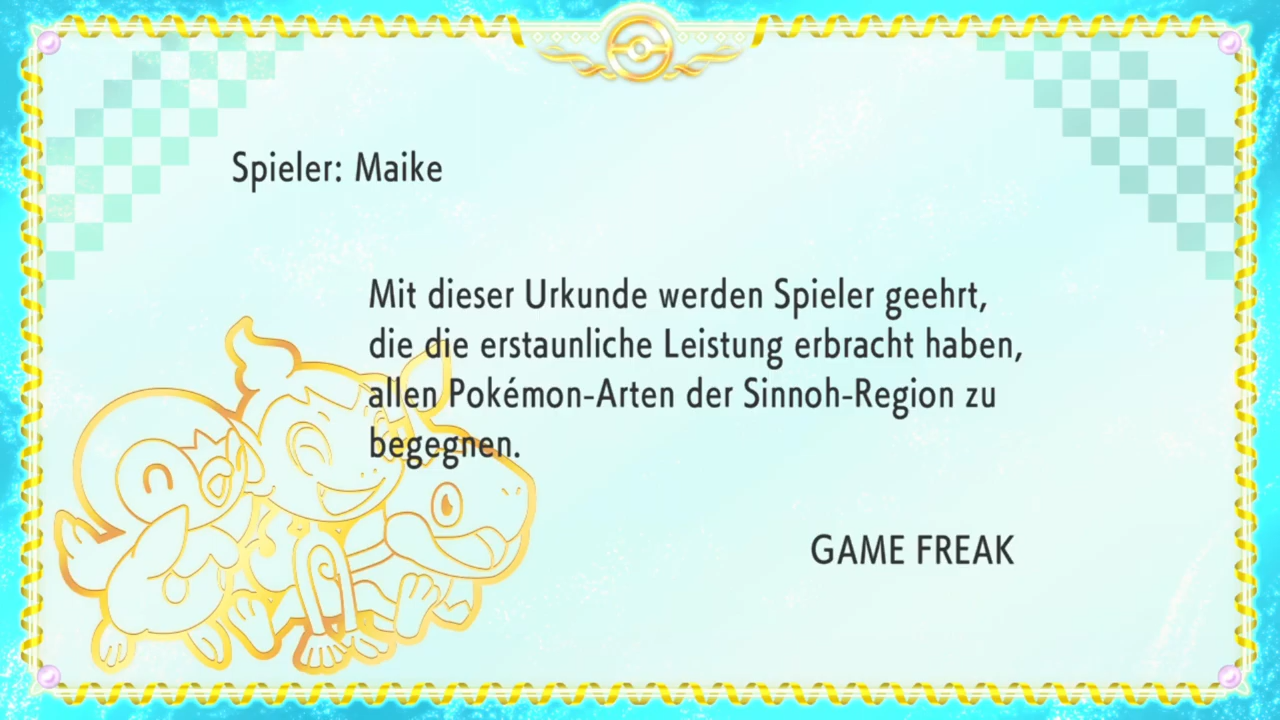 Spieler: Maike
Mit dieser Urkunde werden Spieler geehrt,
die die erstaunliche Leistung erbracht haben,
allen Pokémon-Arten der Sinnoh-Region zu
begegnen.
GAME FREAK